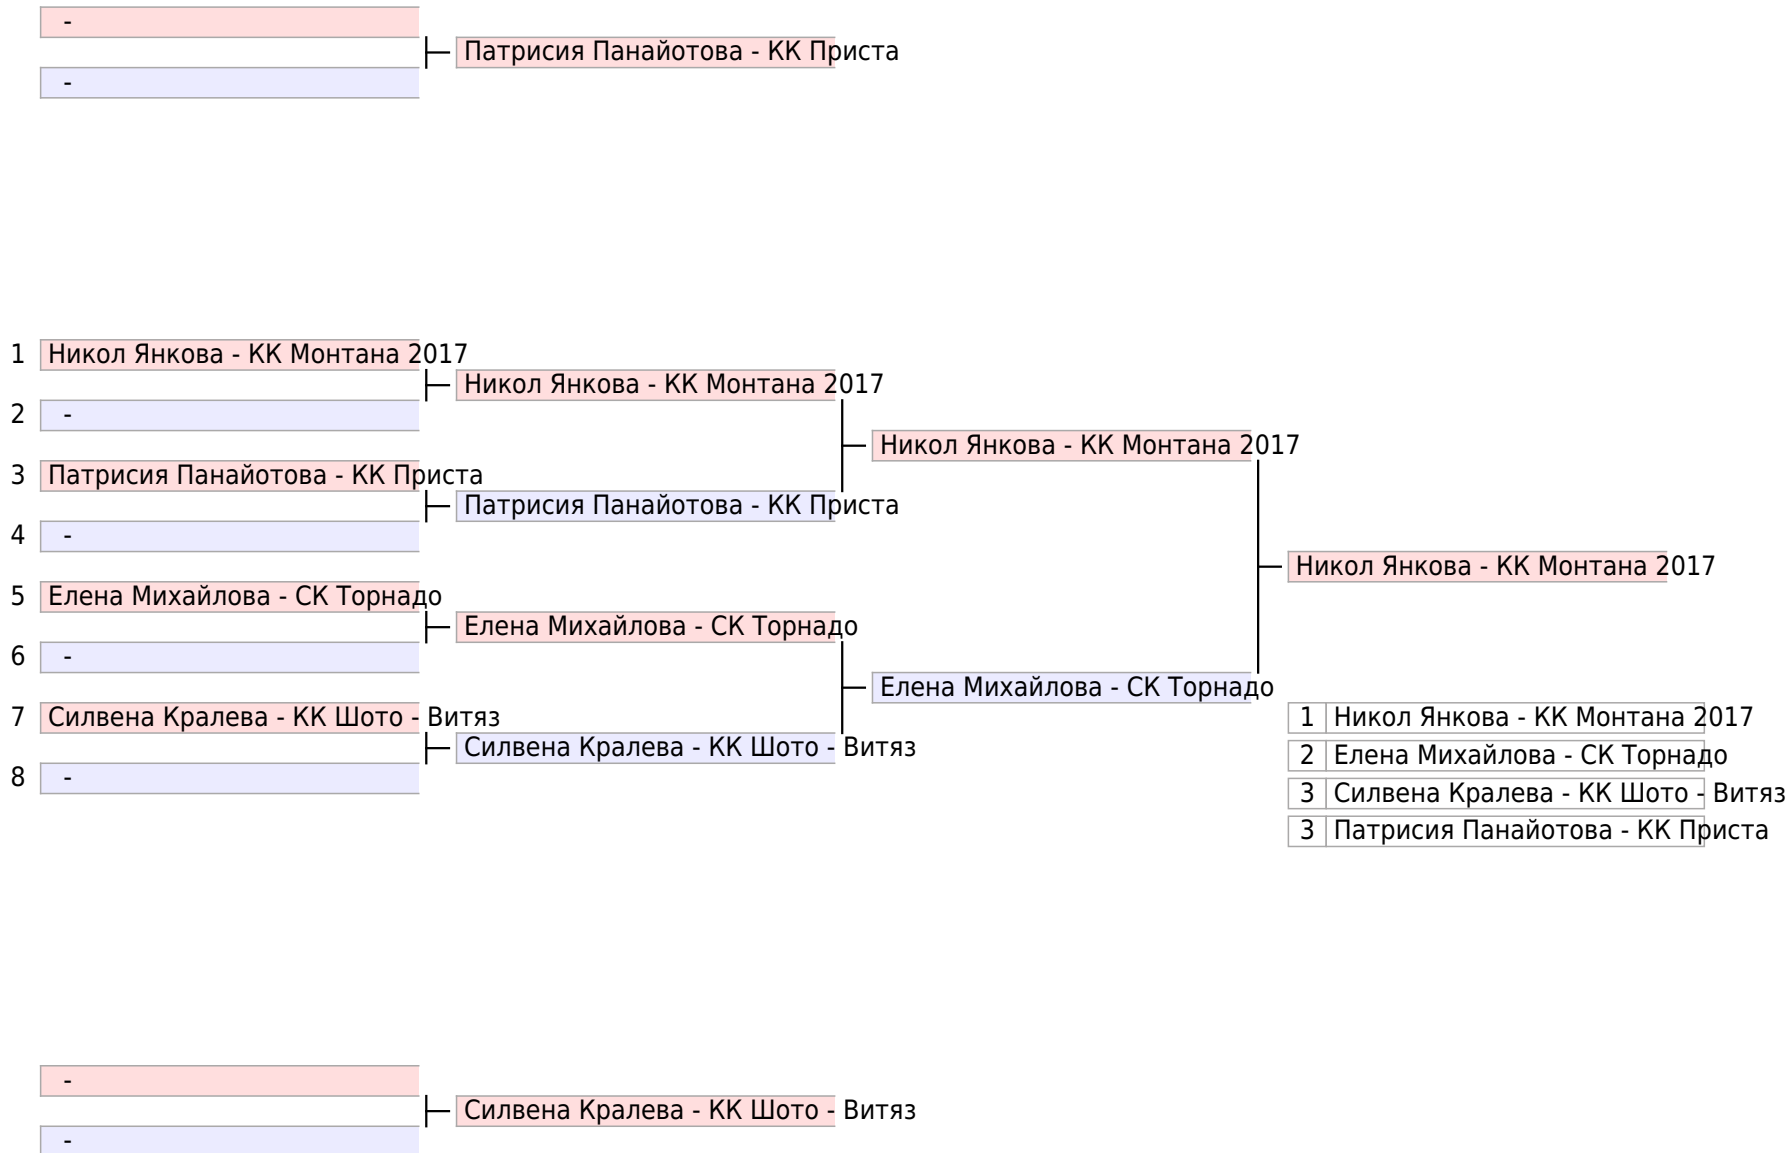 -
Патрисия Панайотова - КК Приста
-
1 Никол Янкова - КК Монтана 2017
Никол Янкова - КК Монтана 2017
2 -
Никол Янкова - КК Монтана 2017
3 Патрисия Панайотова - КК Приста
Патрисия Панайотова - КК Приста
4 -
Никол Янкова - КК Монтана 2017
5 Елена Михайлова - СК Торнадо
Елена Михайлова - СК Торнадо
6 -
Елена Михайлова - СК Торнадо
7 Силвена Кралева - КК Шото - Витяз
1 Никол Янкова - КК Монтана 2017
Силвена Кралева - КК Шото - Витяз
2 Елена Михайлова - СК Торнадо
8 -
3 Силвена Кралева - КК Шото - Витяз
3 Патрисия Панайотова - КК Приста
-
Силвена Кралева - КК Шото - Витяз
-